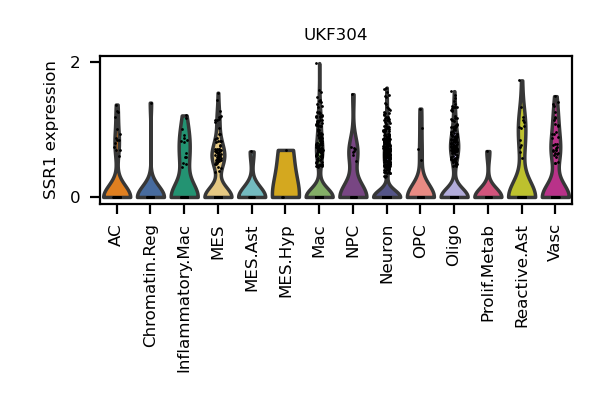 UKF304
SSR1 expression
2
0
AC
Chromatin.Reg
Inflammatory.Mac
MES
MES.Ast
MES.Hyp
Mac
NPC
Neuron
OPC
Oligo
Prolif.Metab
Reactive.Ast
Vasc